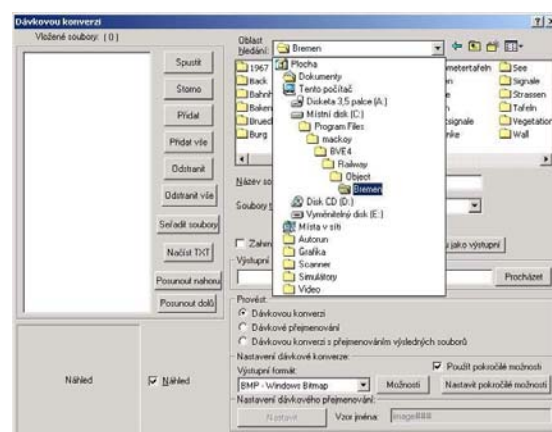 Dávkovou konverzi
Vložené soubory: ( 0 )
Spustit
Storno
Přidat
Přidat vše
Odstranit
Odstranit vše
Seřadit soubory
Načíst TXT
Posunout nahoru
Posunout dolů
Náhled
Náhled
Oblast
hledání:
Bremen
Plocha
Dokumenty
Tento počítač
Disketa 3,5 palce (A:)
Místní disk (C:)
Program Files
mackoy
BVE4
Railway
Object
Bremen
Disk CD (D:)
Vyměnitelný disk (E:)
Místa v síti
Autorun
Grafika
Scanner
Simulátory
Video
1967
Back
Burg
See
Signale
Strassen
Tafeln
Vegetation
Wall
Název so
Soubory t
u jako výstupní
Výstupní
Procházet
Provést:
Dávkovou konverzi
Dávkové přejmenování
Dávkovou konverzi s přejmenováním výsledných souborů
Nastavení dávkové konverze:
Výstupní formát:
Použít pokročilé možnosti
BMP - Windows Bitmap
Možnosti
Nastavit pokročilé možnosti
Nastavení dávkového přejmenování:
Nastavit
Vzor jména:
image###